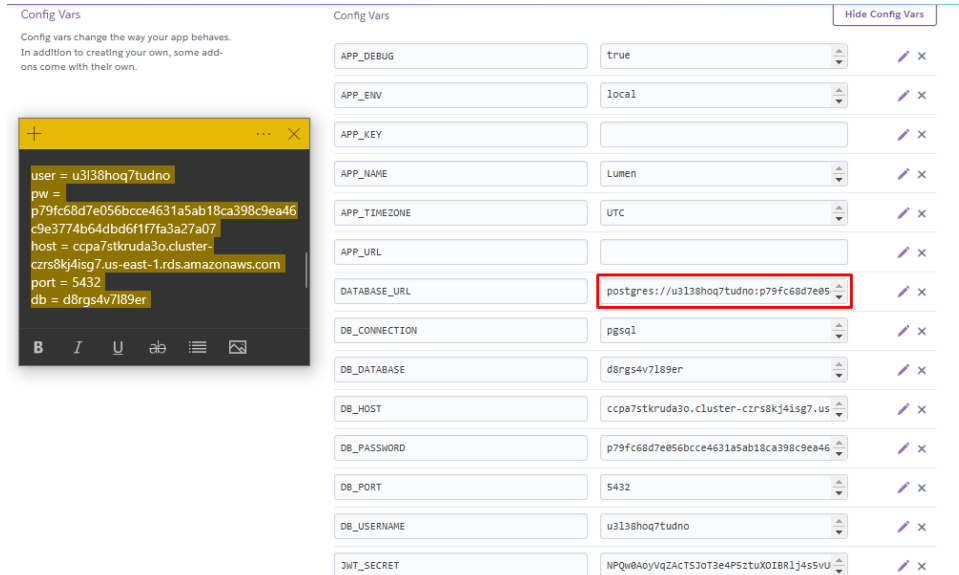 Config Vars
Config vars change the way your app behaves.
In addition to creating your own, some add-
ons come with their own.
Config Vars
Hide Config Vars
APP_DEBUG true
APP_ENV local
APP_KEY
APP_NAME Lumen
APP_TIMEZONE UTC
APP_URL
DATABASE_URL postgres://u3l38hoq7tudno:p79fc68d7e05
DB_CONNECTION pgsql
DB_DATABASE d8rgs4v7l89er
DB_HOST ccpa7stkruda3o.cluster-czrs8kj4isg7.us
DB_PASSWORD p79fc68d7e056bcce4631a5ab18ca398c9ea46
DB_PORT 5432
DB_USERNAME u3l38hoq7tudno
JWT_SECRET
user = u3l38hoq7tudno
pw =
p79fc68d7e056bcce4631a5ab18ca398c9ea46
c9e3774b64dbd6f1f7fa3a27a07
host = ccpa7stkruda3o.cluster-
czrs8kj4isg7.us-east-1.rds.amazonaws.com
port = 5432
db = d8rgs4v7l89er
B I U ab